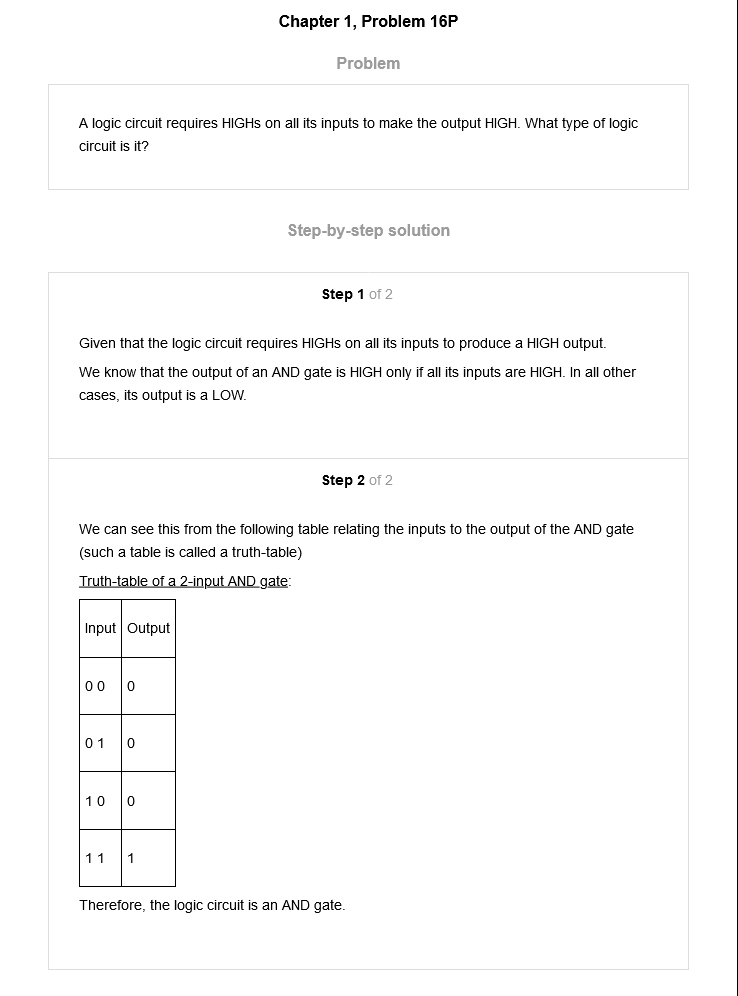 Chapter 1, Problem 16P
Problem
A logic circuit requires HIGHs on all its inputs to make the output HIGH. What type of logic
circuit is it?
Step-by-step solution
Step 1 of 2
Given that the logic circuit requires HIGHs on all its inputs to produce a HIGH output.
We know that the output of an AND gate is HIGH only if all its inputs are HIGH. In all other
cases, its output is a LOW.
Step 2 of 2
We can see this from the following table relating the inputs to the output of the AND gate
(such a table is called a truth-table)
Truth-table of a 2-input AND gate:
Input Output
0 0 0
0 1 0
1 0 0
1 1 1
Therefore, the logic circuit is an AND gate.